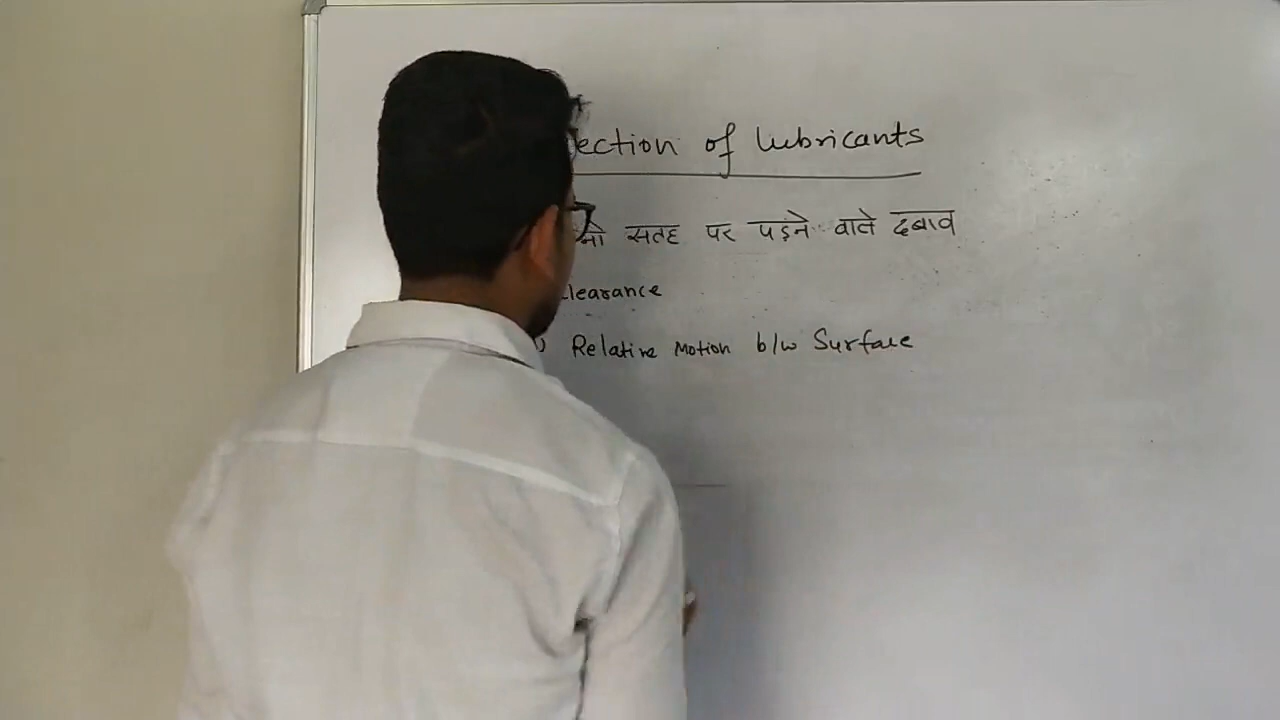 ection of lubricants
सतह पर पड़ने वाले दबाव
learance
) Relative Motion b/w Surface